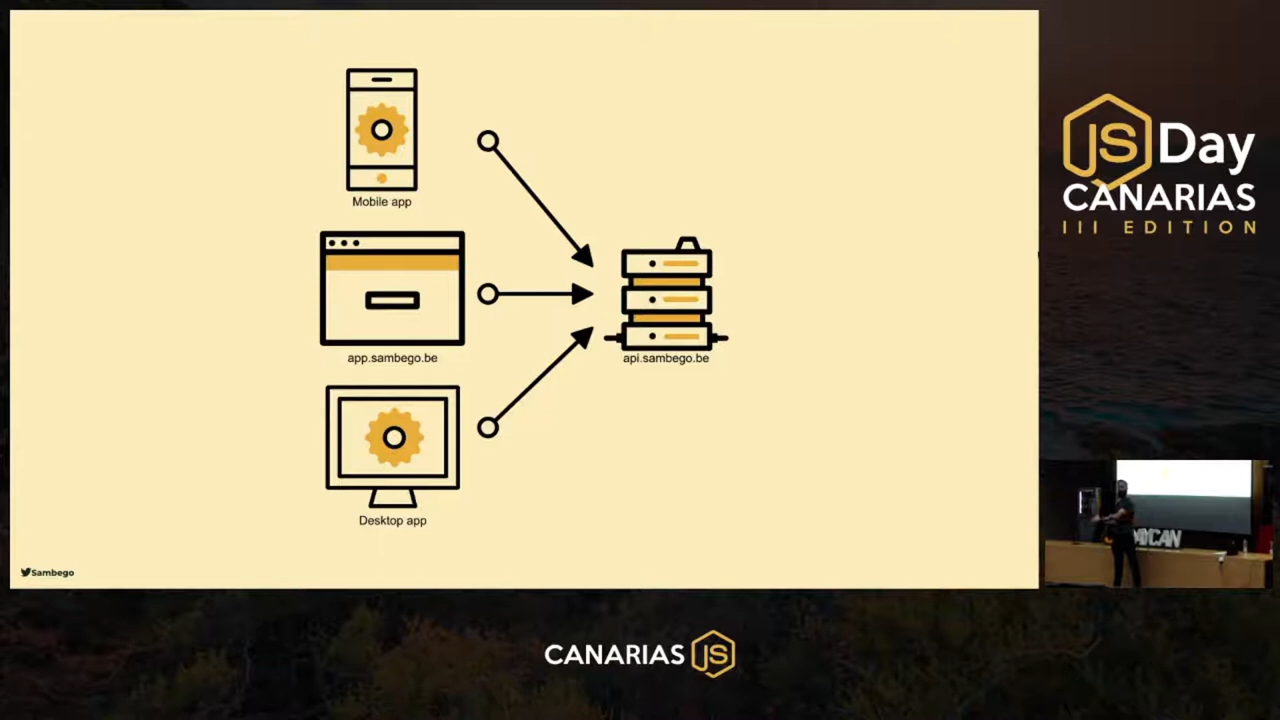 Mobile app
app.sambego.be
api.sambego.be
Desktop app
Sambego
JS Day
CANARIAS
III EDITION
CANARIAS JS